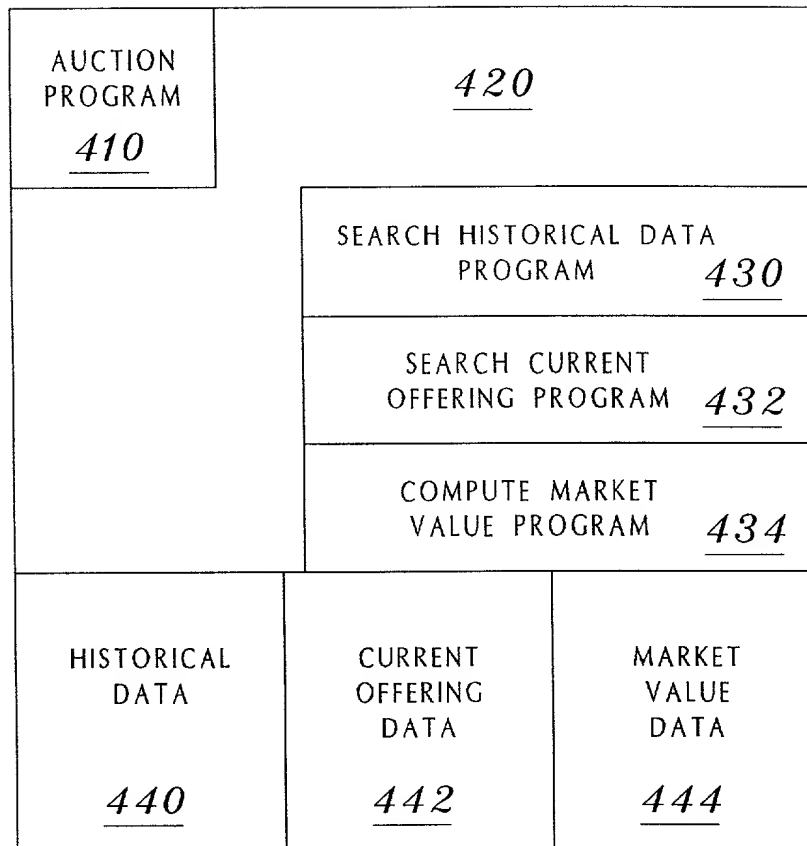 AUCTION
PROGRAM
410
420
SEARCH HISTORICAL DATA
PROGRAM 430
SEARCH CURRENT
OFFERING PROGRAM 432
COMPUTE MARKET
VALUE PROGRAM 434
HISTORICAL
DATA
440
CURRENT
OFFERING
DATA
442
MARKET
VALUE
DATA
444